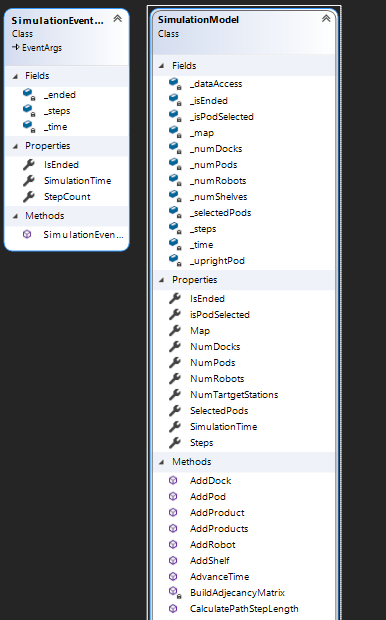 SimulationEvent...
Class
EventArgs
Fields
_ended
_steps
_time
Properties
IsEnded
SimulationTime
StepCount
Methods
SimulationEven...
SimulationModel
Class
Fields
_dataAccess
_isEnded
_isPodSelected
_map
_numDocks
_numPods
_numRobots
_numShelves
_selectedPods
_steps
_time
_uprightPod
Properties
IsEnded
isPodSelected
Map
NumDocks
NumPods
NumRobots
NumTartgetStations
SelectedPods
SimulationTime
Steps
Methods
AddDock
AddPod
AddProduct
AddProducts
AddRobot
AddShelf
AdvanceTime
BuildAdjecancyMatrix
CalculatePathStepLength